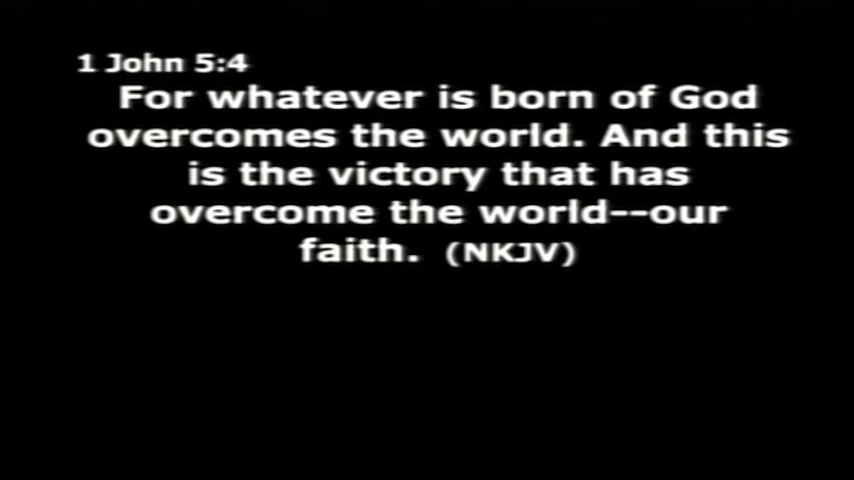 1 John 5:4
For whatever is born of God
overcomes the world. And this
is the victory that has
overcome the world--our
faith. (NKJV)